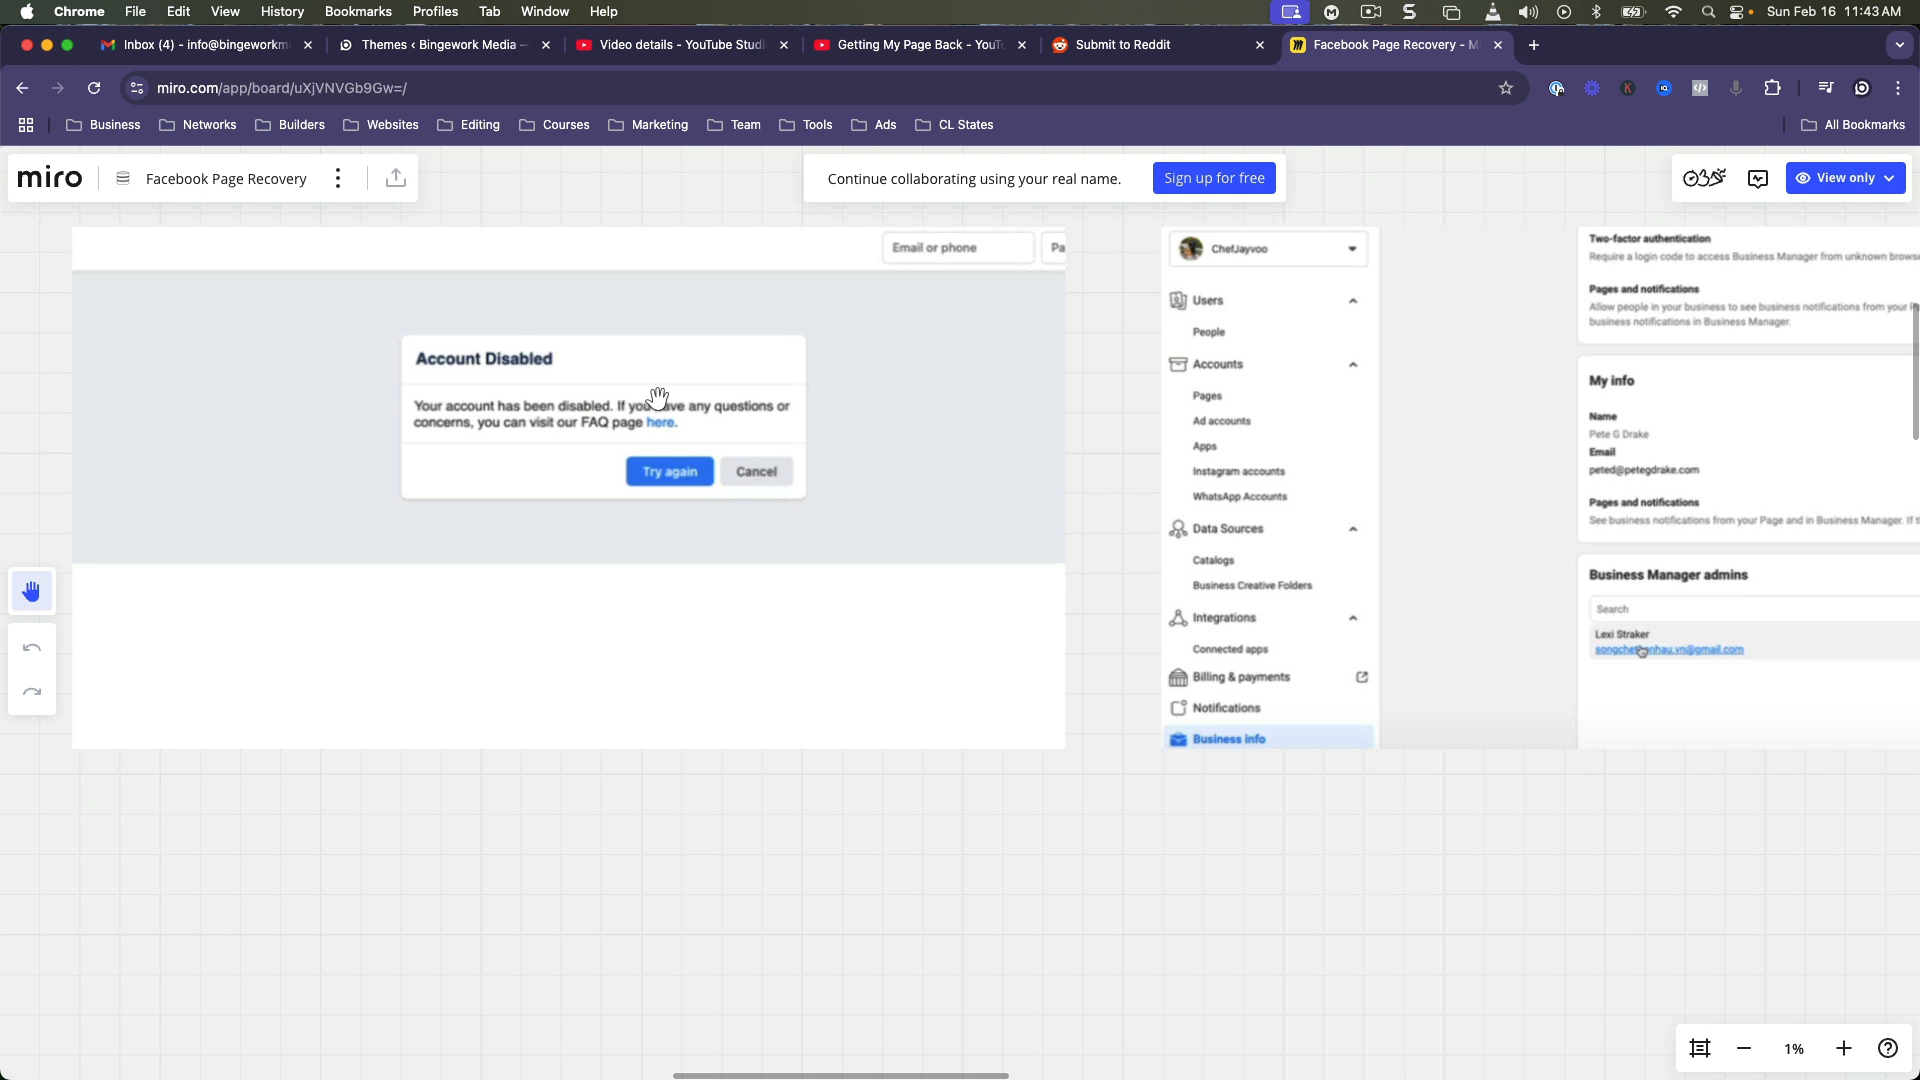 Chrome File Edit View History Bookmarks Profiles Tab Window Help
Sun Feb 16 11:43 AM
Inbox (4) - info@bingeworkm
Themes ‹ Bingework Media –
Video details - YouTube Studi
Getting My Page Back - YouTu
Submit to Reddit
Facebook Page Recovery - M
miro.com/app/board/uXjVNVGb9Gw=/
Business Networks Builders Websites Editing Courses Marketing Team Tools Ads CL States
All Bookmarks
miro
Facebook Page Recovery
Continue collaborating using your real name.
Sign up for free
View only
Email or phone
Pa
Account Disabled
Your account has been disabled. If you have any questions or
concerns, you can visit our FAQ page here.
Try again
Cancel
ChefJayvoo
Users
People
Accounts
Pages
Ad accounts
Apps
Instagram accounts
WhatsApp Accounts
Data Sources
Catalogs
Business Creative Folders
Integrations
Connected apps
Billing & payments
Notifications
Business info
Two-factor authentication
Require a login code to access Business Manager from unknown browse
Pages and notifications
Allow people in your business to see business notifications from your
business notifications in Business Manager.
My info
Name
Pete G Drake
Email
peted@petegdrake.com
Pages and notifications
See business notifications from your Page and in Business Manager. If
Business Manager admins
Search
Lexi Straker
1%